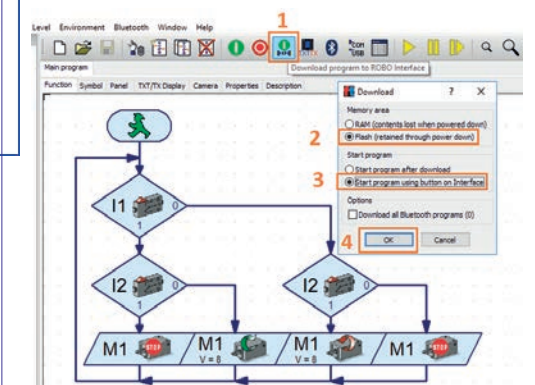 1
Level Environment Bluetooth Window Help
Download program to ROBO Interface
Main program
Function Symbol Panel TXT/TX Display Camera Properties Description
Download ? X
Memory area
RAM (contents lost when powered down)
2 Flash (retained through power down)
Start program
Start program after download
3 Start program using button on Interface
Options
Download all Bluetooth programs (0)
4 OK Cancel
I1 0
1
I2 0 I2 0
1 1
M1 STOP M1 V = 8 M1 V = 8 M1 STOP